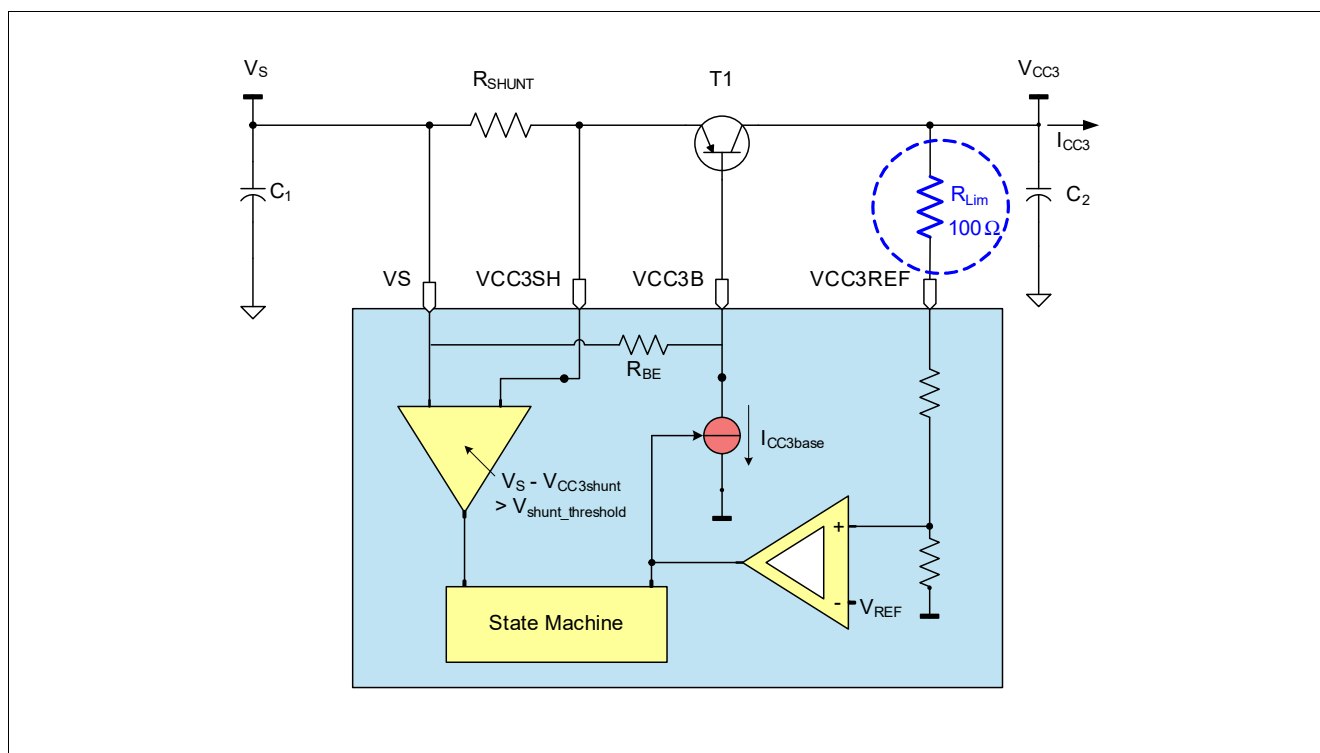 VS
RSHUNT
T1
VCC3
ICC3
C1
RLim
100Ω
C2
VS
VCC3SH
VCC3B
VCC3REF
RBE
ICC3base
VS - VCC3shunt
> Vshunt_threshold
+
-
VREF
State Machine